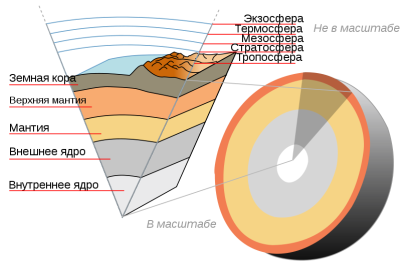 Экзосфера
Термосфера
Мезосфера
Стратосфера
Тропосфера
Не в масштабе
Земная кора
Верхняя мантия
Мантия
Внешнее ядро
Внутреннее ядро
В масштабе